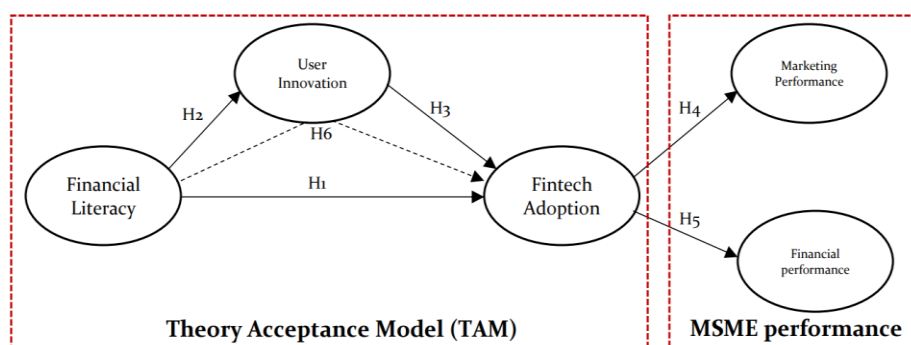 User
Innovation
Marketing
Performance
H2
H3
H4
H6
H1
Financial
Literacy
Fintech
Adoption
H5
Financial
performance
Theory Acceptance Model (TAM)
MSME performance